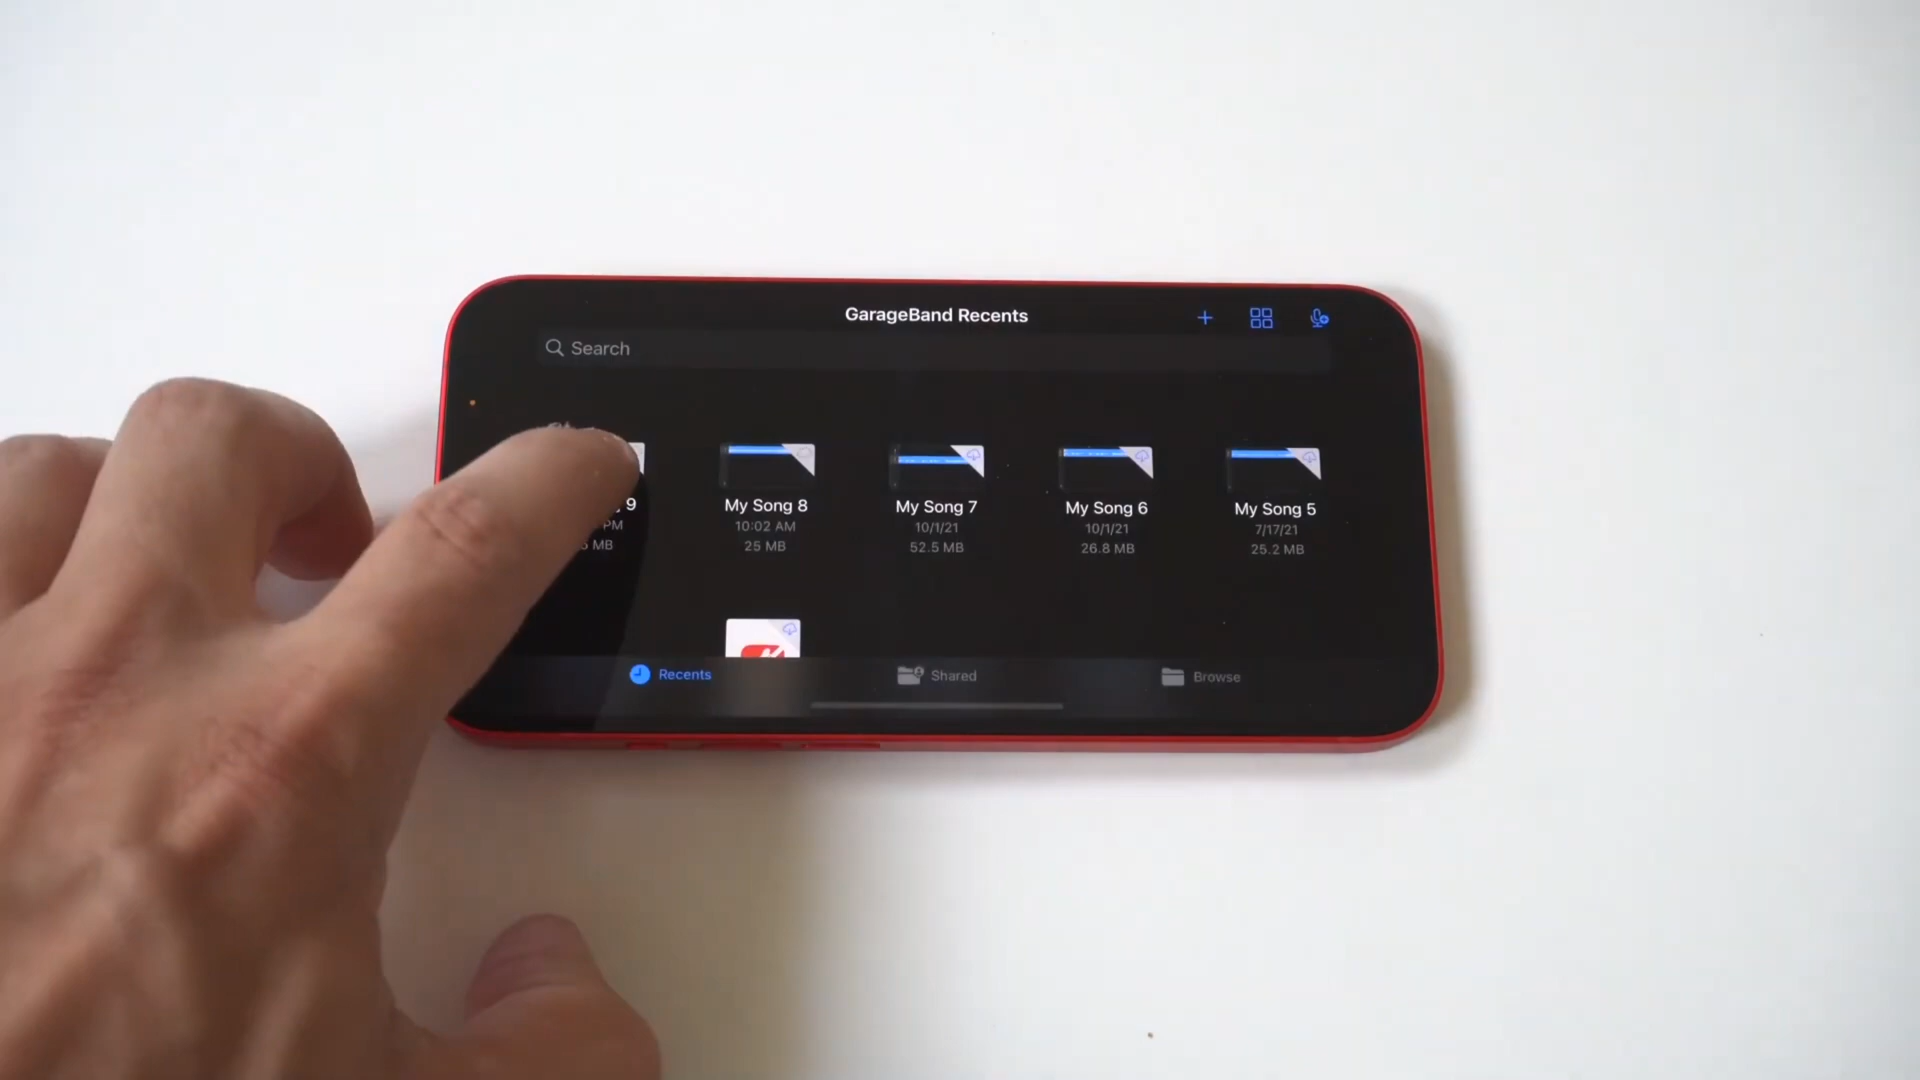 GarageBand Recents
Search
9
My Song 8
My Song 7
My Song 6
My Song 5
PM
10:02 AM
10/1/21
10/1/21
7/17/21
MB
25 MB
52.5 MB
26.8 MB
25.2 MB
Recents
Shared
Browse